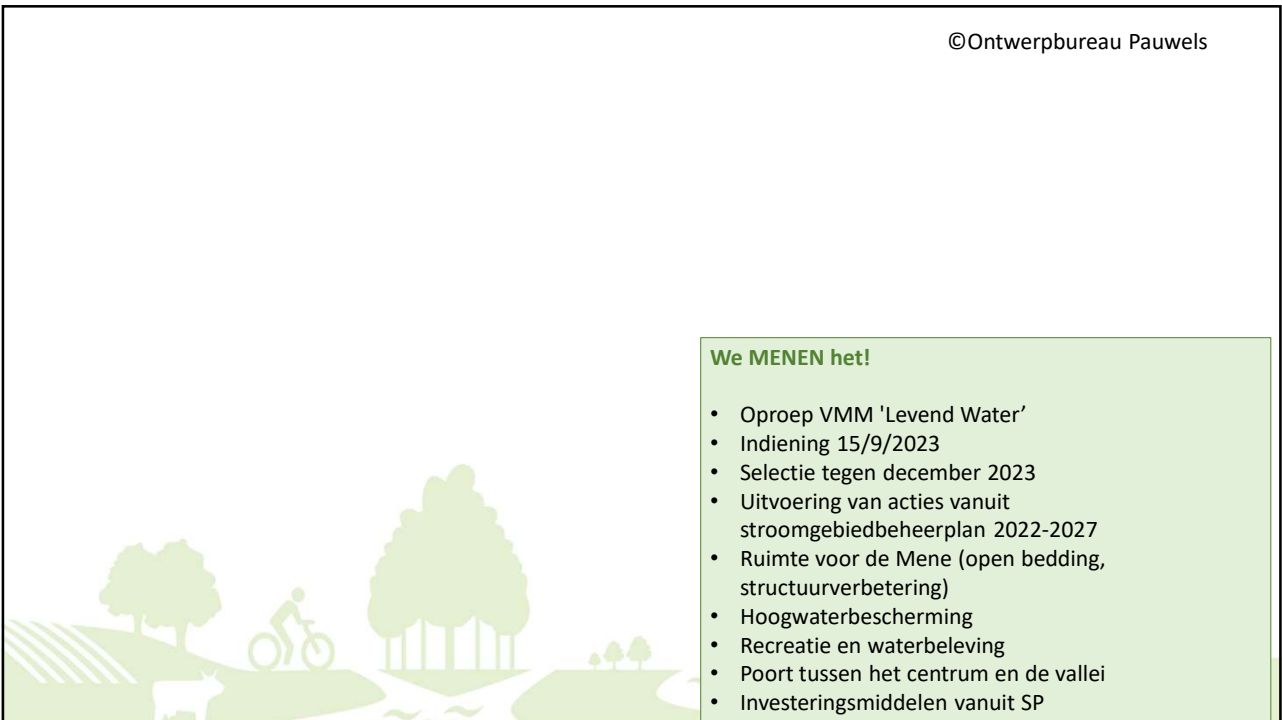 ©Ontwerpbureau Pauwels
We MENEN het!
• Oproep VMM 'Levend Water’
• Indiening 15/9/2023
• Selectie tegen december 2023
• Uitvoering van acties vanuit
stroomgebiedbeheerplan 2022-2027
• Ruimte voor de Mene (open bedding,
structuurverbetering)
• Hoogwaterbescherming
• Recreatie en waterbeleving
• Poort tussen het centrum en de vallei
• Investeringsmiddelen vanuit SP